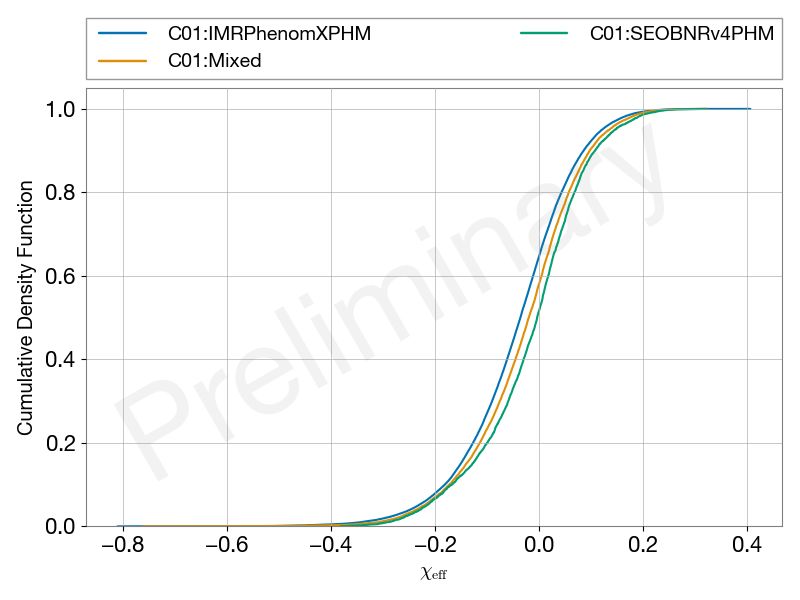 C01:IMRPhenomXPHM
C01:Mixed
C01:SEOBNRv4PHM
Preliminary
Cumulative Density Function
1.0
0.8
0.6
0.4
0.2
0.0
−0.8 −0.6 −0.4 −0.2 0.0 0.2 0.4
χeff